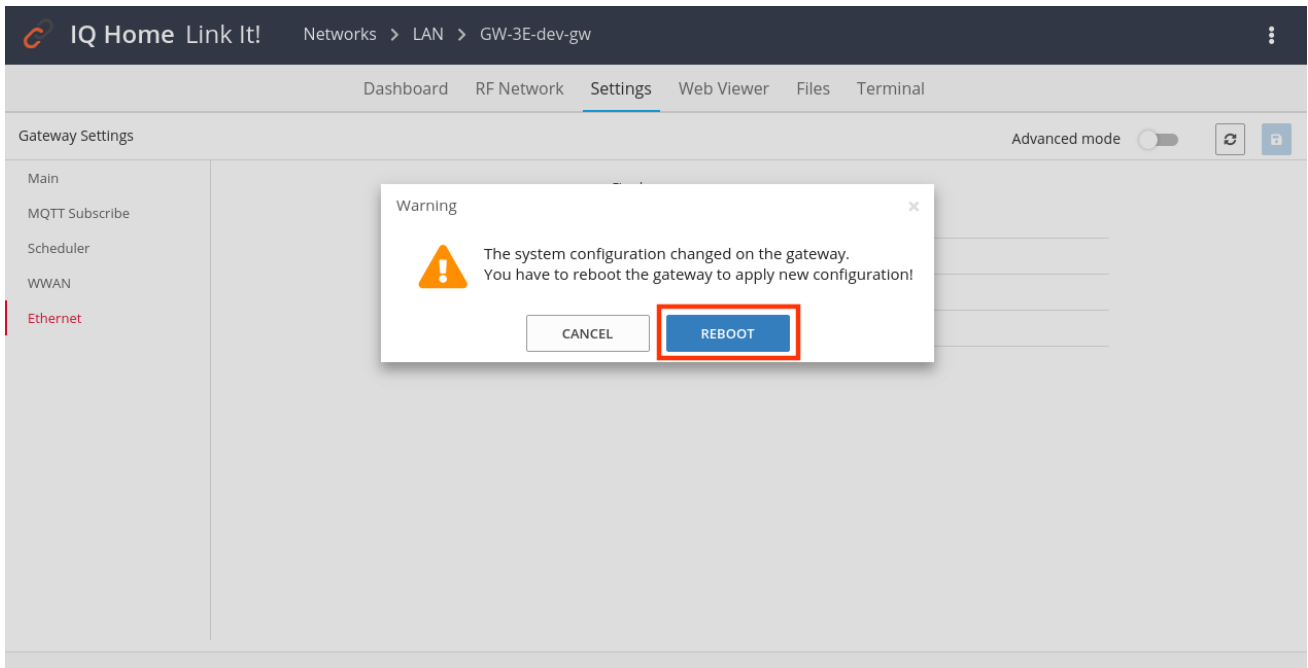 IQ Home Link It!
Networks > LAN > GW-3E-dev-gw
Dashboard RF Network Settings Web Viewer Files Terminal
Gateway Settings
Advanced mode
Main
MQTT Subscribe
Scheduler
WWAN
Ethernet
Warning
The system configuration changed on the gateway.
You have to reboot the gateway to apply new configuration!
CANCEL
REBOOT